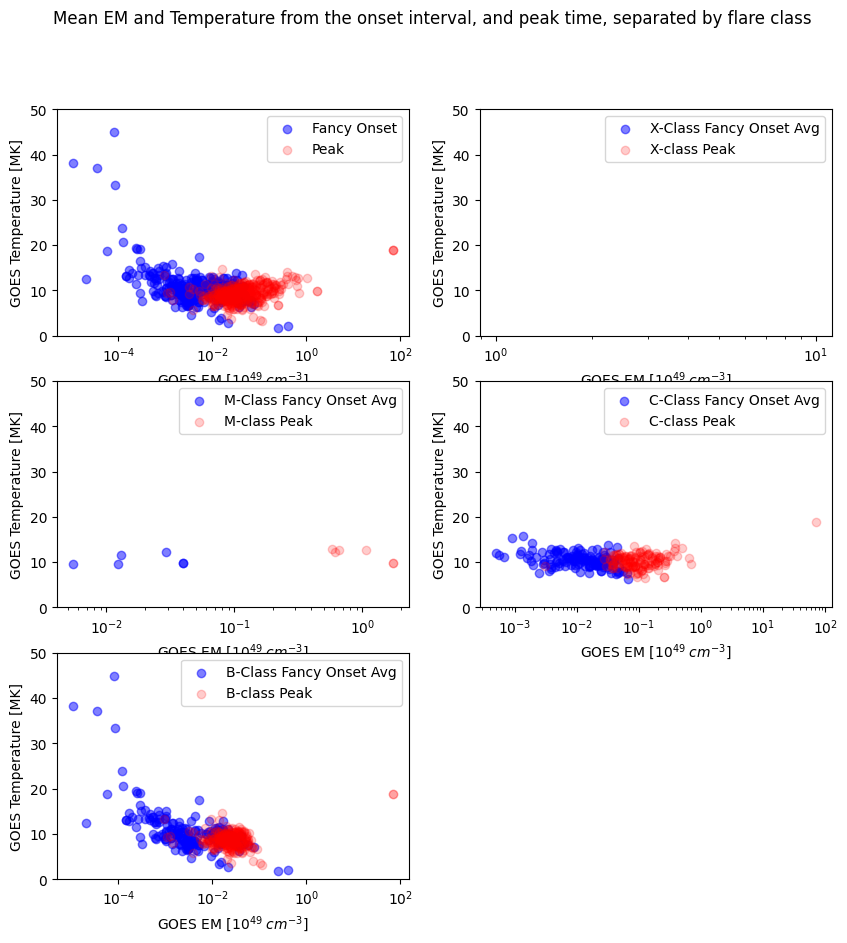 Mean EM and Temperature from the onset interval, and peak time, separated by flare class
50
40
30
20
10
0
GOES Temperature [MK]
Fancy Onset
Peak
10^-4
10^-2
10^0
10^2
GOES EM [10^49 cm^-3]
50
40
30
20
10
0
GOES Temperature [MK]
X-Class Fancy Onset Avg
X-class Peak
10^0
10^1
GOES EM [10^49 cm^-3]
50
40
30
20
10
0
GOES Temperature [MK]
M-Class Fancy Onset Avg
M-class Peak
10^-2
10^-1
10^0
GOES EM [10^49 cm^-3]
50
40
30
20
10
0
GOES Temperature [MK]
C-Class Fancy Onset Avg
C-class Peak
10^-3
10^-2
10^-1
10^0
10^1
10^2
GOES EM [10^49 cm^-3]
50
40
30
20
10
0
GOES Temperature [MK]
B-Class Fancy Onset Avg
B-class Peak
10^-4
10^-2
10^0
10^2
GOES EM [10^49 cm^-3]